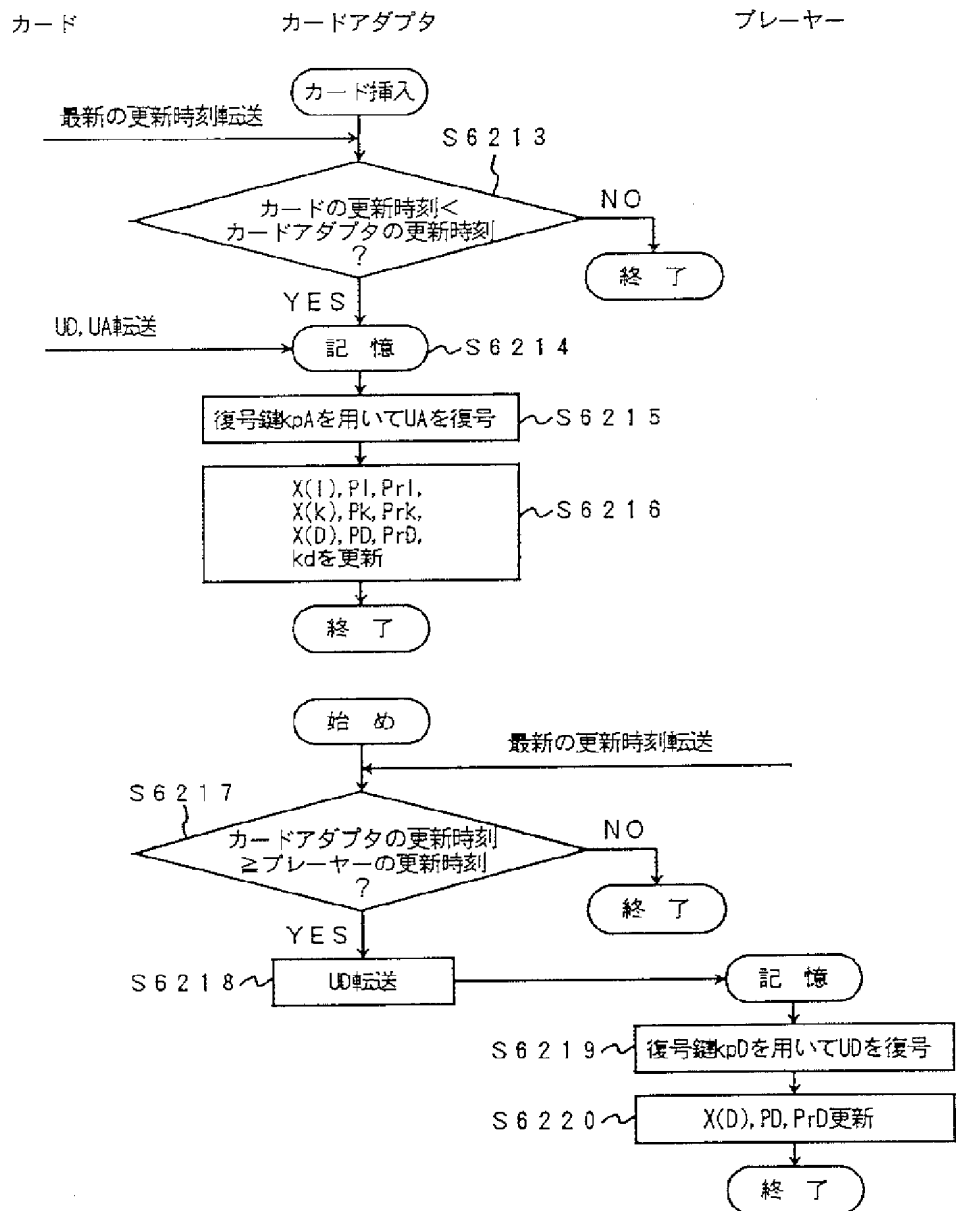 カード
カードアダプタ
プレーヤー
カード挿入
最新の更新時刻転送
S6213
カードの更新時刻<
カードアダプタの更新時刻
?
NO
終 了
YES
UD, UA転送
記 憶
S6214
復号鍵kpAを用いてUAを復号
S6215
X(I), PI, PrI,
X(k), Pk, Prk,
X(D), PD, PrD,
kdを更新
S6216
終 了
始 め
最新の更新時刻転送
S6217
カードアダプタの更新時刻
≧プレーヤーの更新時刻
?
NO
終 了
YES
S6218
UD転送
記 憶
S6219
復号鍵kpDを用いてUDを復号
S6220
X(D), PD, PrD更新
終 了